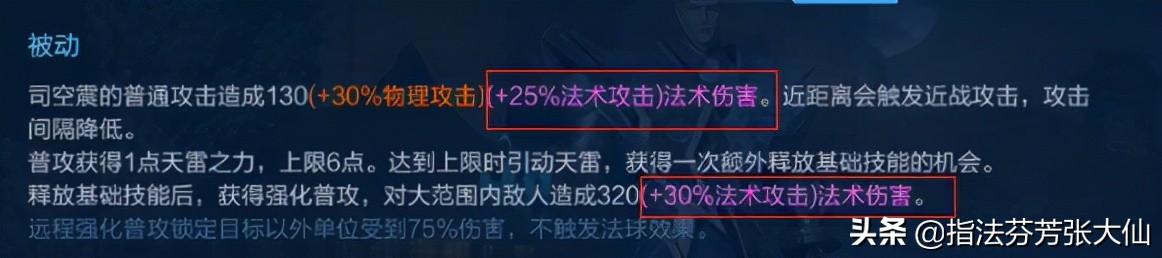 被动
司空震的普通攻击造成130(+30%物理攻击)(+25%法术攻击)法术伤害。近距离会触发近战攻击，攻击
间隔降低。
普攻获得1点天雷之力，上限6点。达到上限时引动天雷，获得一次额外释放基础技能的机会。
释放基础技能后，获得强化普攻，对大范围内敌人造成320(+30%法术攻击)法术伤害。
远程强化普攻锁定目标以外单位受到75%伤害，不触发法球效果。
头条 @指法芬芳张大仙